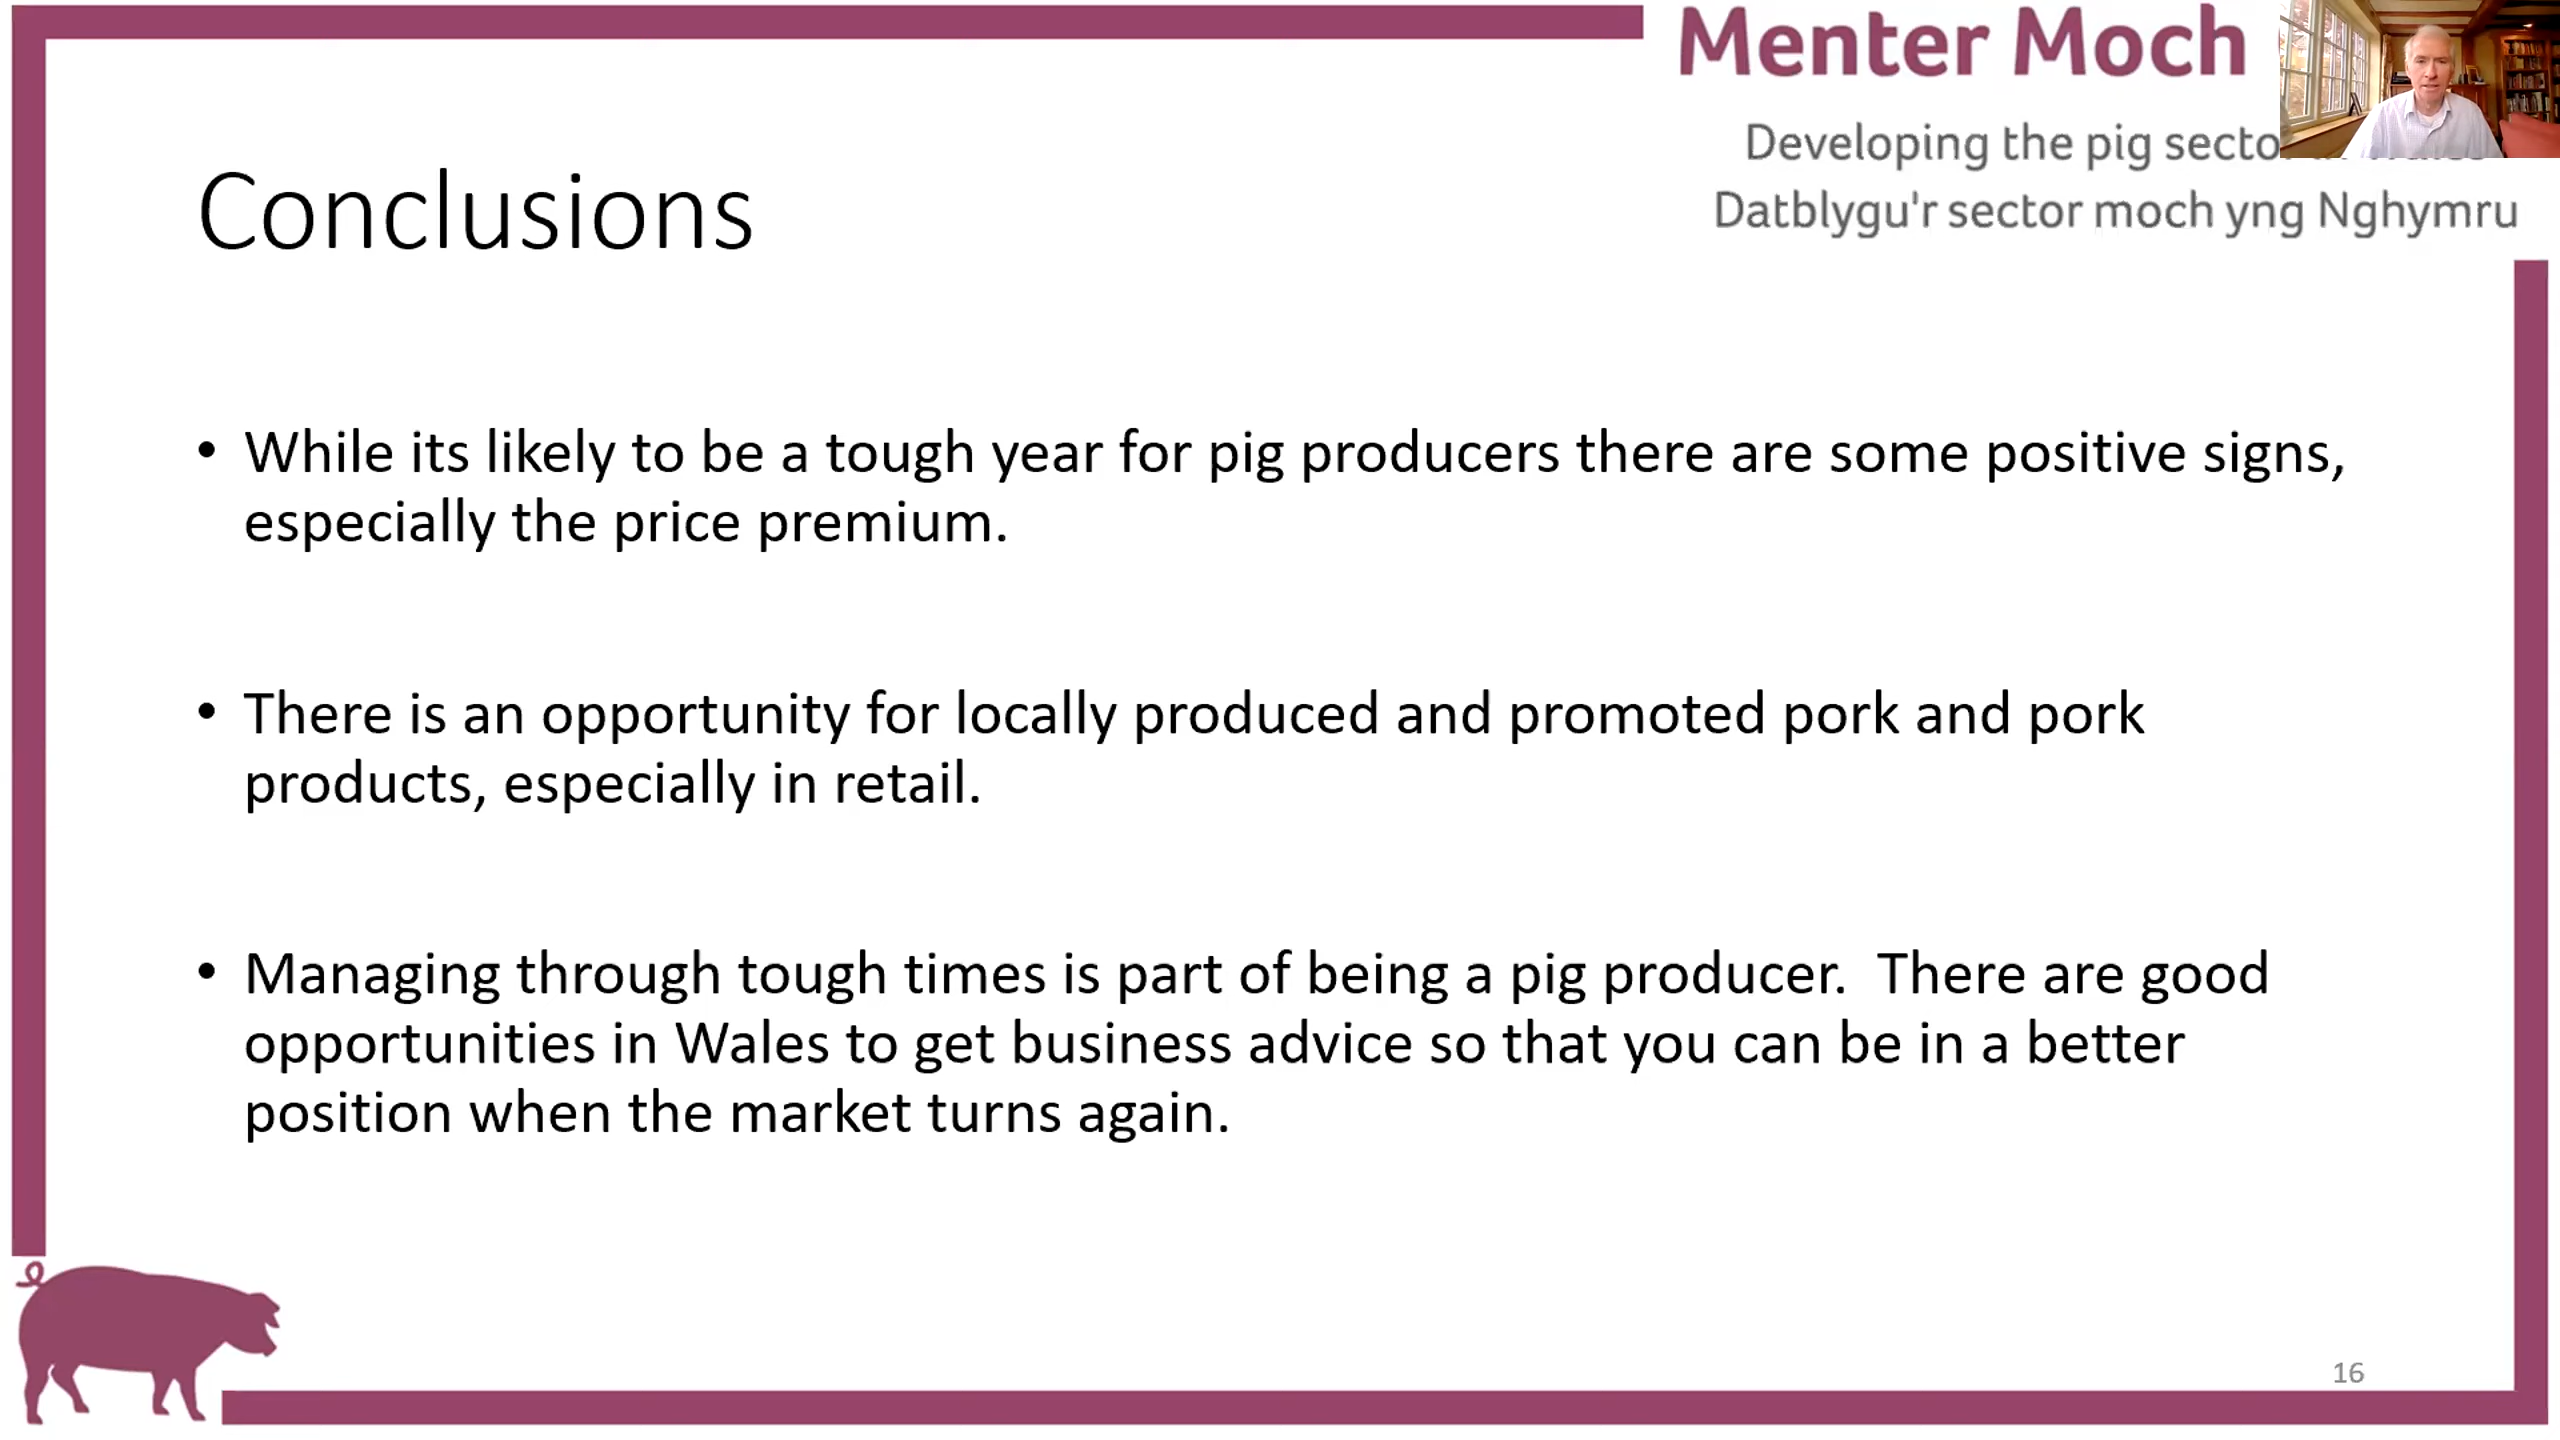 Menter Moch
Developing the pig
Datblygu'r sector moch yng Nghymru
Conclusions
• While its likely to be a tough year for pig producers there are some positive signs,
especially the price premium.
• There is an opportunity for locally produced and promoted pork and pork
products, especially in retail.
• Managing through tough times is part of being a pig producer.  There are good
opportunities in Wales to get business advice so that you can be in a better
position when the market turns again.
16